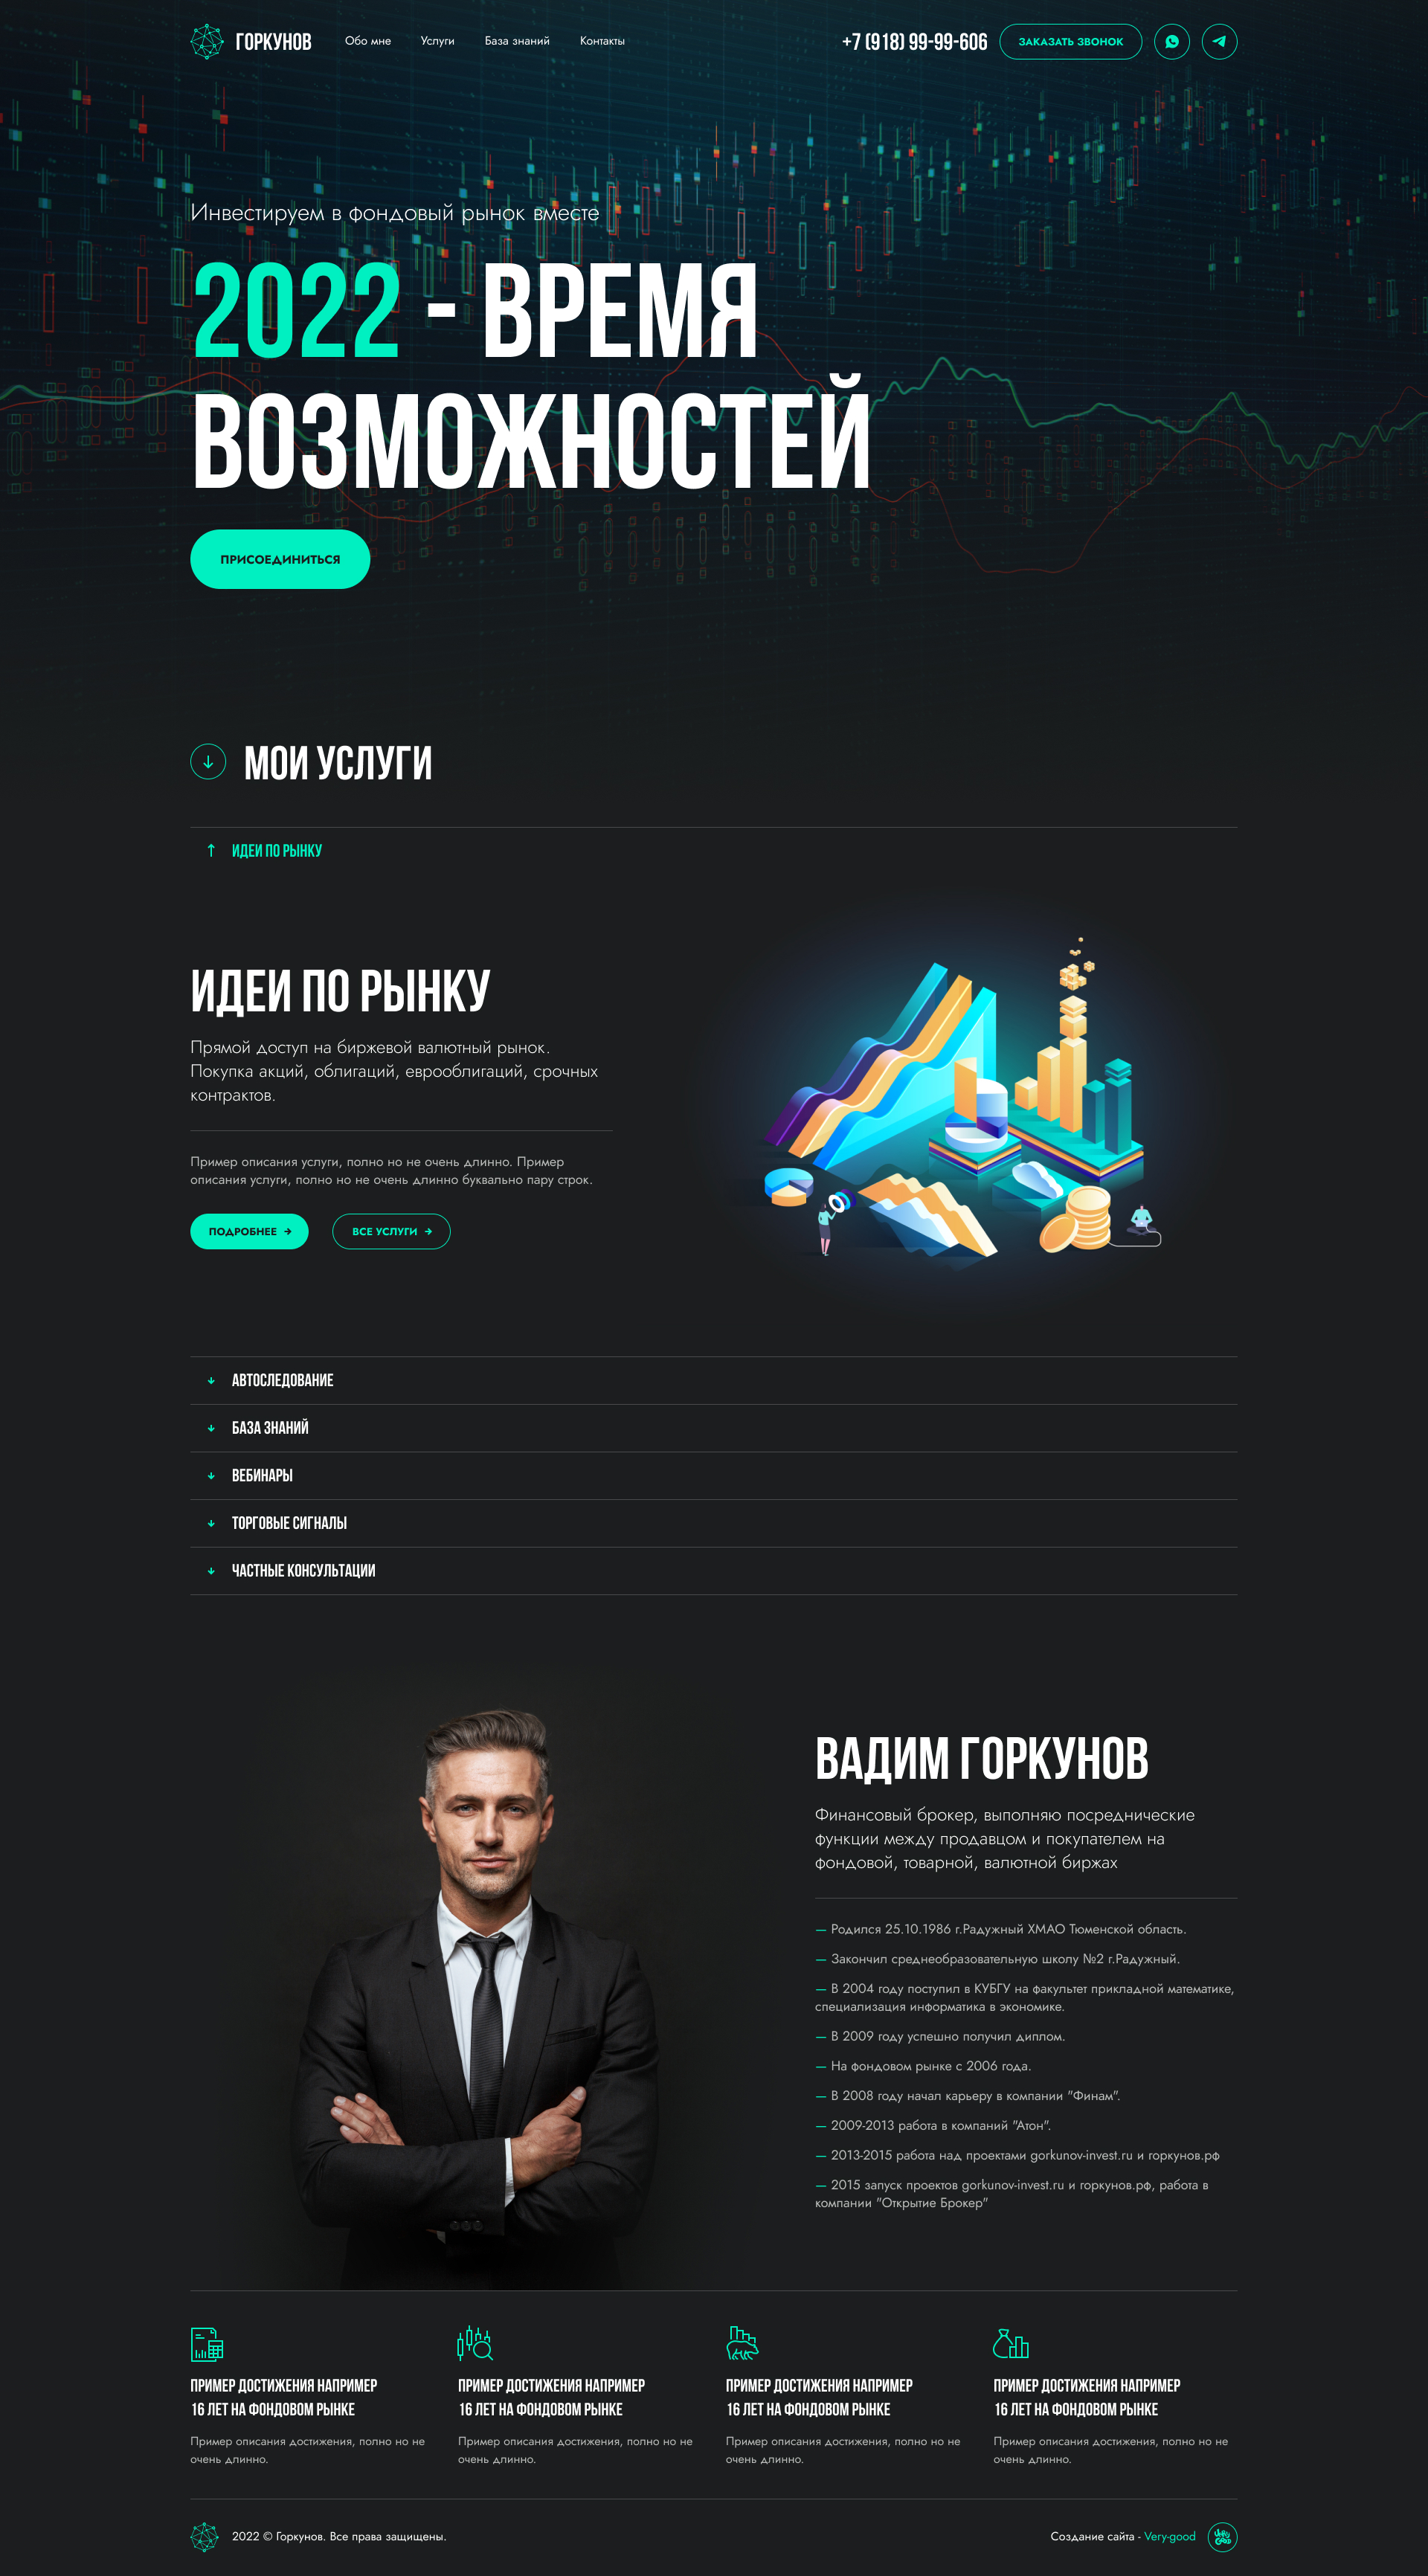 ГОРКУНОВ
Обо мне
Услуги
База знаний
Контакты
+7 (918) 99-99-606
ЗАКАЗАТЬ ЗВОНОК
Инвестируем в фондовый рынок вместе
2022 - ВРЕМЯ
ВОЗМОЖНОСТЕЙ
ПРИСОЕДИНИТЬСЯ
МОИ УСЛУГИ
ИДЕИ ПО РЫНКУ
ИДЕИ ПО РЫНКУ
Прямой доступ на биржевой валютный рынок.
Покупка акций, облигаций, еврооблигаций, срочных
контрактов.
Пример описания услуги, полно но не очень длинно. Пример
описания услуги, полно но не очень длинно буквально пару строк.
ПОДРОБНЕЕ →
ВСЕ УСЛУГИ →
АВТОСЛЕДОВАНИЕ
БАЗА ЗНАНИЙ
ВЕБИНАРЫ
ТОРГОВЫЕ СИГНАЛЫ
ЧАСТНЫЕ КОНСУЛЬТАЦИИ
ВАДИМ ГОРКУНОВ
Финансовый брокер, выполняю посреднические
функции между продавцом и покупателем на
фондовой, товарной, валютной биржах
— Родился 25.10.1986 г.Радужный ХМАО Тюменской область.
— Закончил среднеобразовательную школу №2 г.Радужный.
— В 2004 году поступил в КУБГУ на факультет прикладной математике,
специализация информатика в экономике.
— В 2009 году успешно получил диплом.
— На фондовом рынке с 2006 года.
— В 2008 году начал карьеру в компании "Финам".
— 2009-2013 работа в компаний "Атон".
— 2013-2015 работа над проектами gorkunov-invest.ru и горкунов.рф
— 2015 запуск проектов gorkunov-invest.ru и горкунов.рф, работа в
компании "Открытие Брокер"
ПРИМЕР ДОСТИЖЕНИЯ НАПРИМЕР
16 ЛЕТ НА ФОНДОВОМ РЫНКЕ
Пример описания достижения, полно но не
очень длинно.
ПРИМЕР ДОСТИЖЕНИЯ НАПРИМЕР
16 ЛЕТ НА ФОНДОВОМ РЫНКЕ
Пример описания достижения, полно но не
очень длинно.
ПРИМЕР ДОСТИЖЕНИЯ НАПРИМЕР
16 ЛЕТ НА ФОНДОВОМ РЫНКЕ
Пример описания достижения, полно но не
очень длинно.
ПРИМЕР ДОСТИЖЕНИЯ НАПРИМЕР
16 ЛЕТ НА ФОНДОВОМ РЫНКЕ
Пример описания достижения, полно но не
очень длинно.
2022 © Горкунов. Все права защищены.
Создание сайта - Very-good
very
good